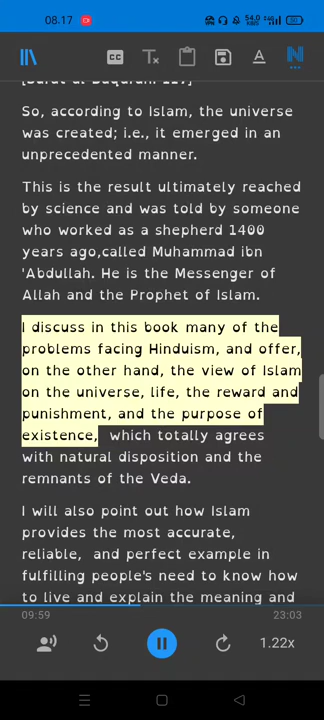 08.17
54.0
CC
N
So, according to Islam, the universe
was created; i.e., it emerged in an
unprecedented manner.
This is the result ultimately reached
by science and was told by someone
who worked as a shepherd 1400
years ago,called Muhammad ibn
'Abdullah. He is the Messenger of
Allah and the Prophet of Islam.
I discuss in this book many of the
problems facing Hinduism, and offer,
on the other hand, the view of Islam
on the universe, life, the reward and
punishment, and the purpose of
existence, which totally agrees
with natural disposition and the
remnants of the Veda.
I will also point out how Islam
provides the most accurate,
reliable, and perfect example in
fulfilling people's need to know how
to live and explain the meaning and
09:59 23:03
1.22x